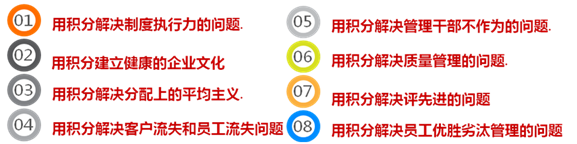 01 用积分解决制度执行力的问题.
02 用积分建立健康的企业文化
03 用积分解决分配上的平均主义.
04 用积分解决客户流失和员工流失问题
05 用积分解决管理干部不作为的问题.
06 用积分解决质量管理的问题.
07 用积分解决评先进的问题
08 用积分解决员工优胜劣汰管理的问题